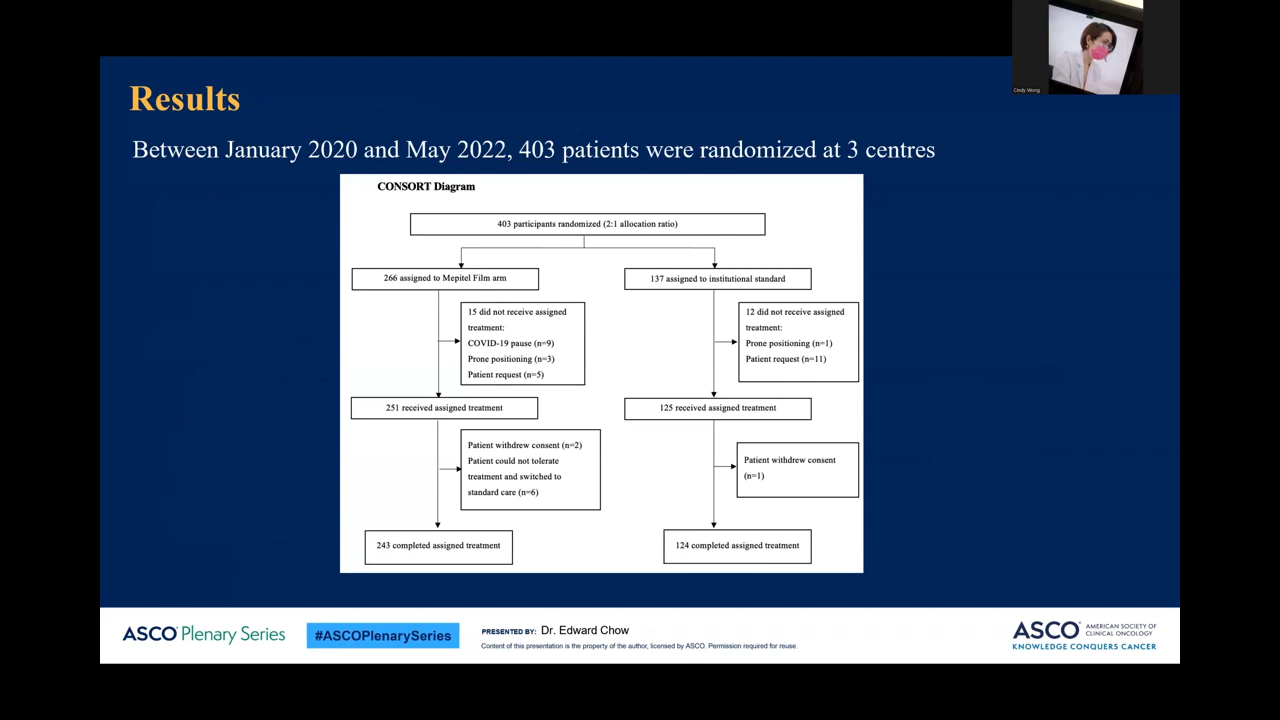 Cindy Wong
Results
Between January 2020 and May 2022, 403 patients were randomized at 3 centres
CONSORT Diagram
403 participants randomized (2:1 allocation ratio)
266 assigned to Mepitel Film arm
137 assigned to institutional standard
15 did not receive assigned
treatment:
COVID-19 pause (n=9)
Prone positioning (n=3)
Patient request (n=5)
12 did not receive assigned
treatment:
Prone positioning (n=1)
Patient request (n=11)
251 received assigned treatment
125 received assigned treatment
Patient withdrew consent (n=2)
Patient could not tolerate
treatment and switched to
standard care (n=6)
Patient withdrew consent
(n=1)
243 completed assigned treatment
124 completed assigned treatment
ASCO Plenary Series
#ASCOPlenarySeries
PRESENTED BY: Dr. Edward Chow
Content of this presentation is the property of the author, licensed by ASCO. Permission required for reuse.
ASCO AMERICAN SOCIETY OF
CLINICAL ONCOLOGY
KNOWLEDGE CONQUERS CANCER